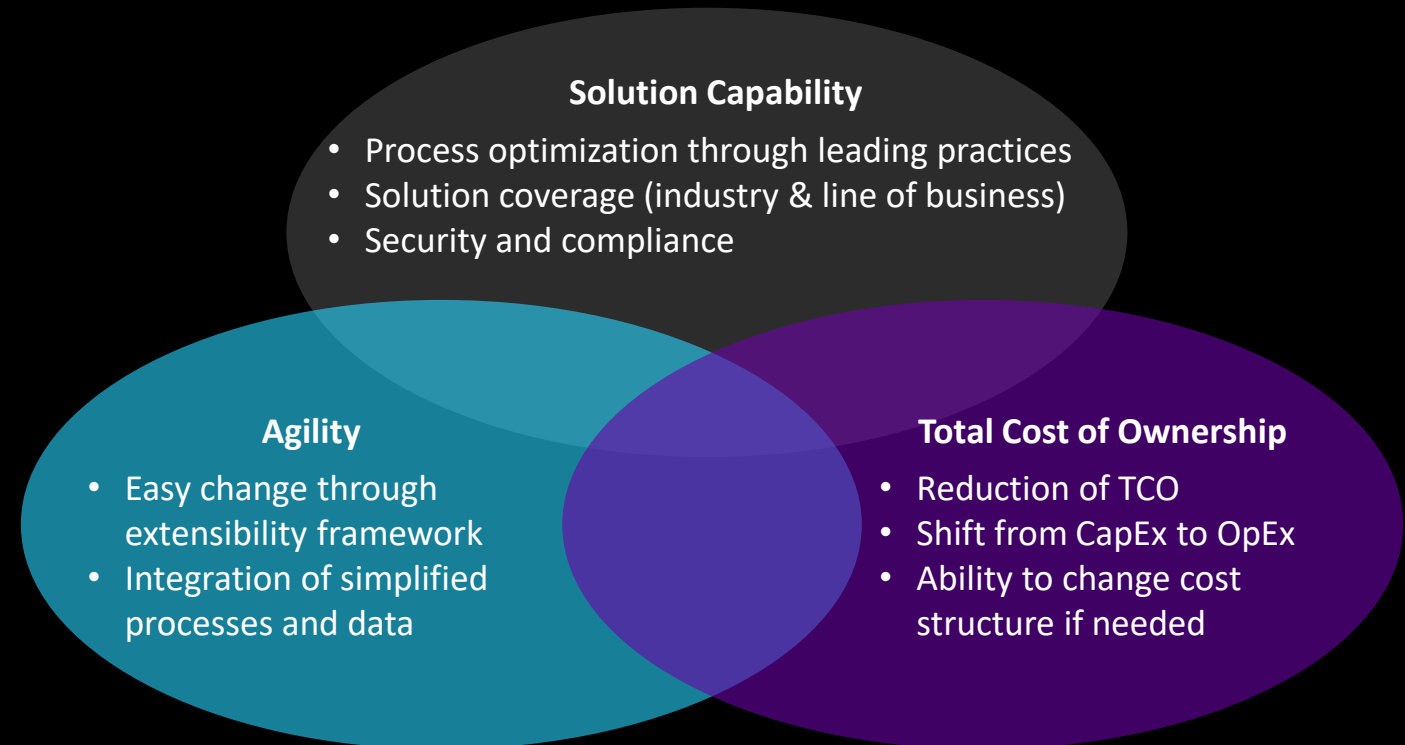 Solution Capability
• Process optimization through leading practices
• Solution coverage (industry & line of business)
• Security and compliance
Agility
• Easy change through
extensibility framework
• Integration of simplified
processes and data
Total Cost of Ownership
• Reduction of TCO
• Shift from CapEx to OpEx
• Ability to change cost
structure if needed